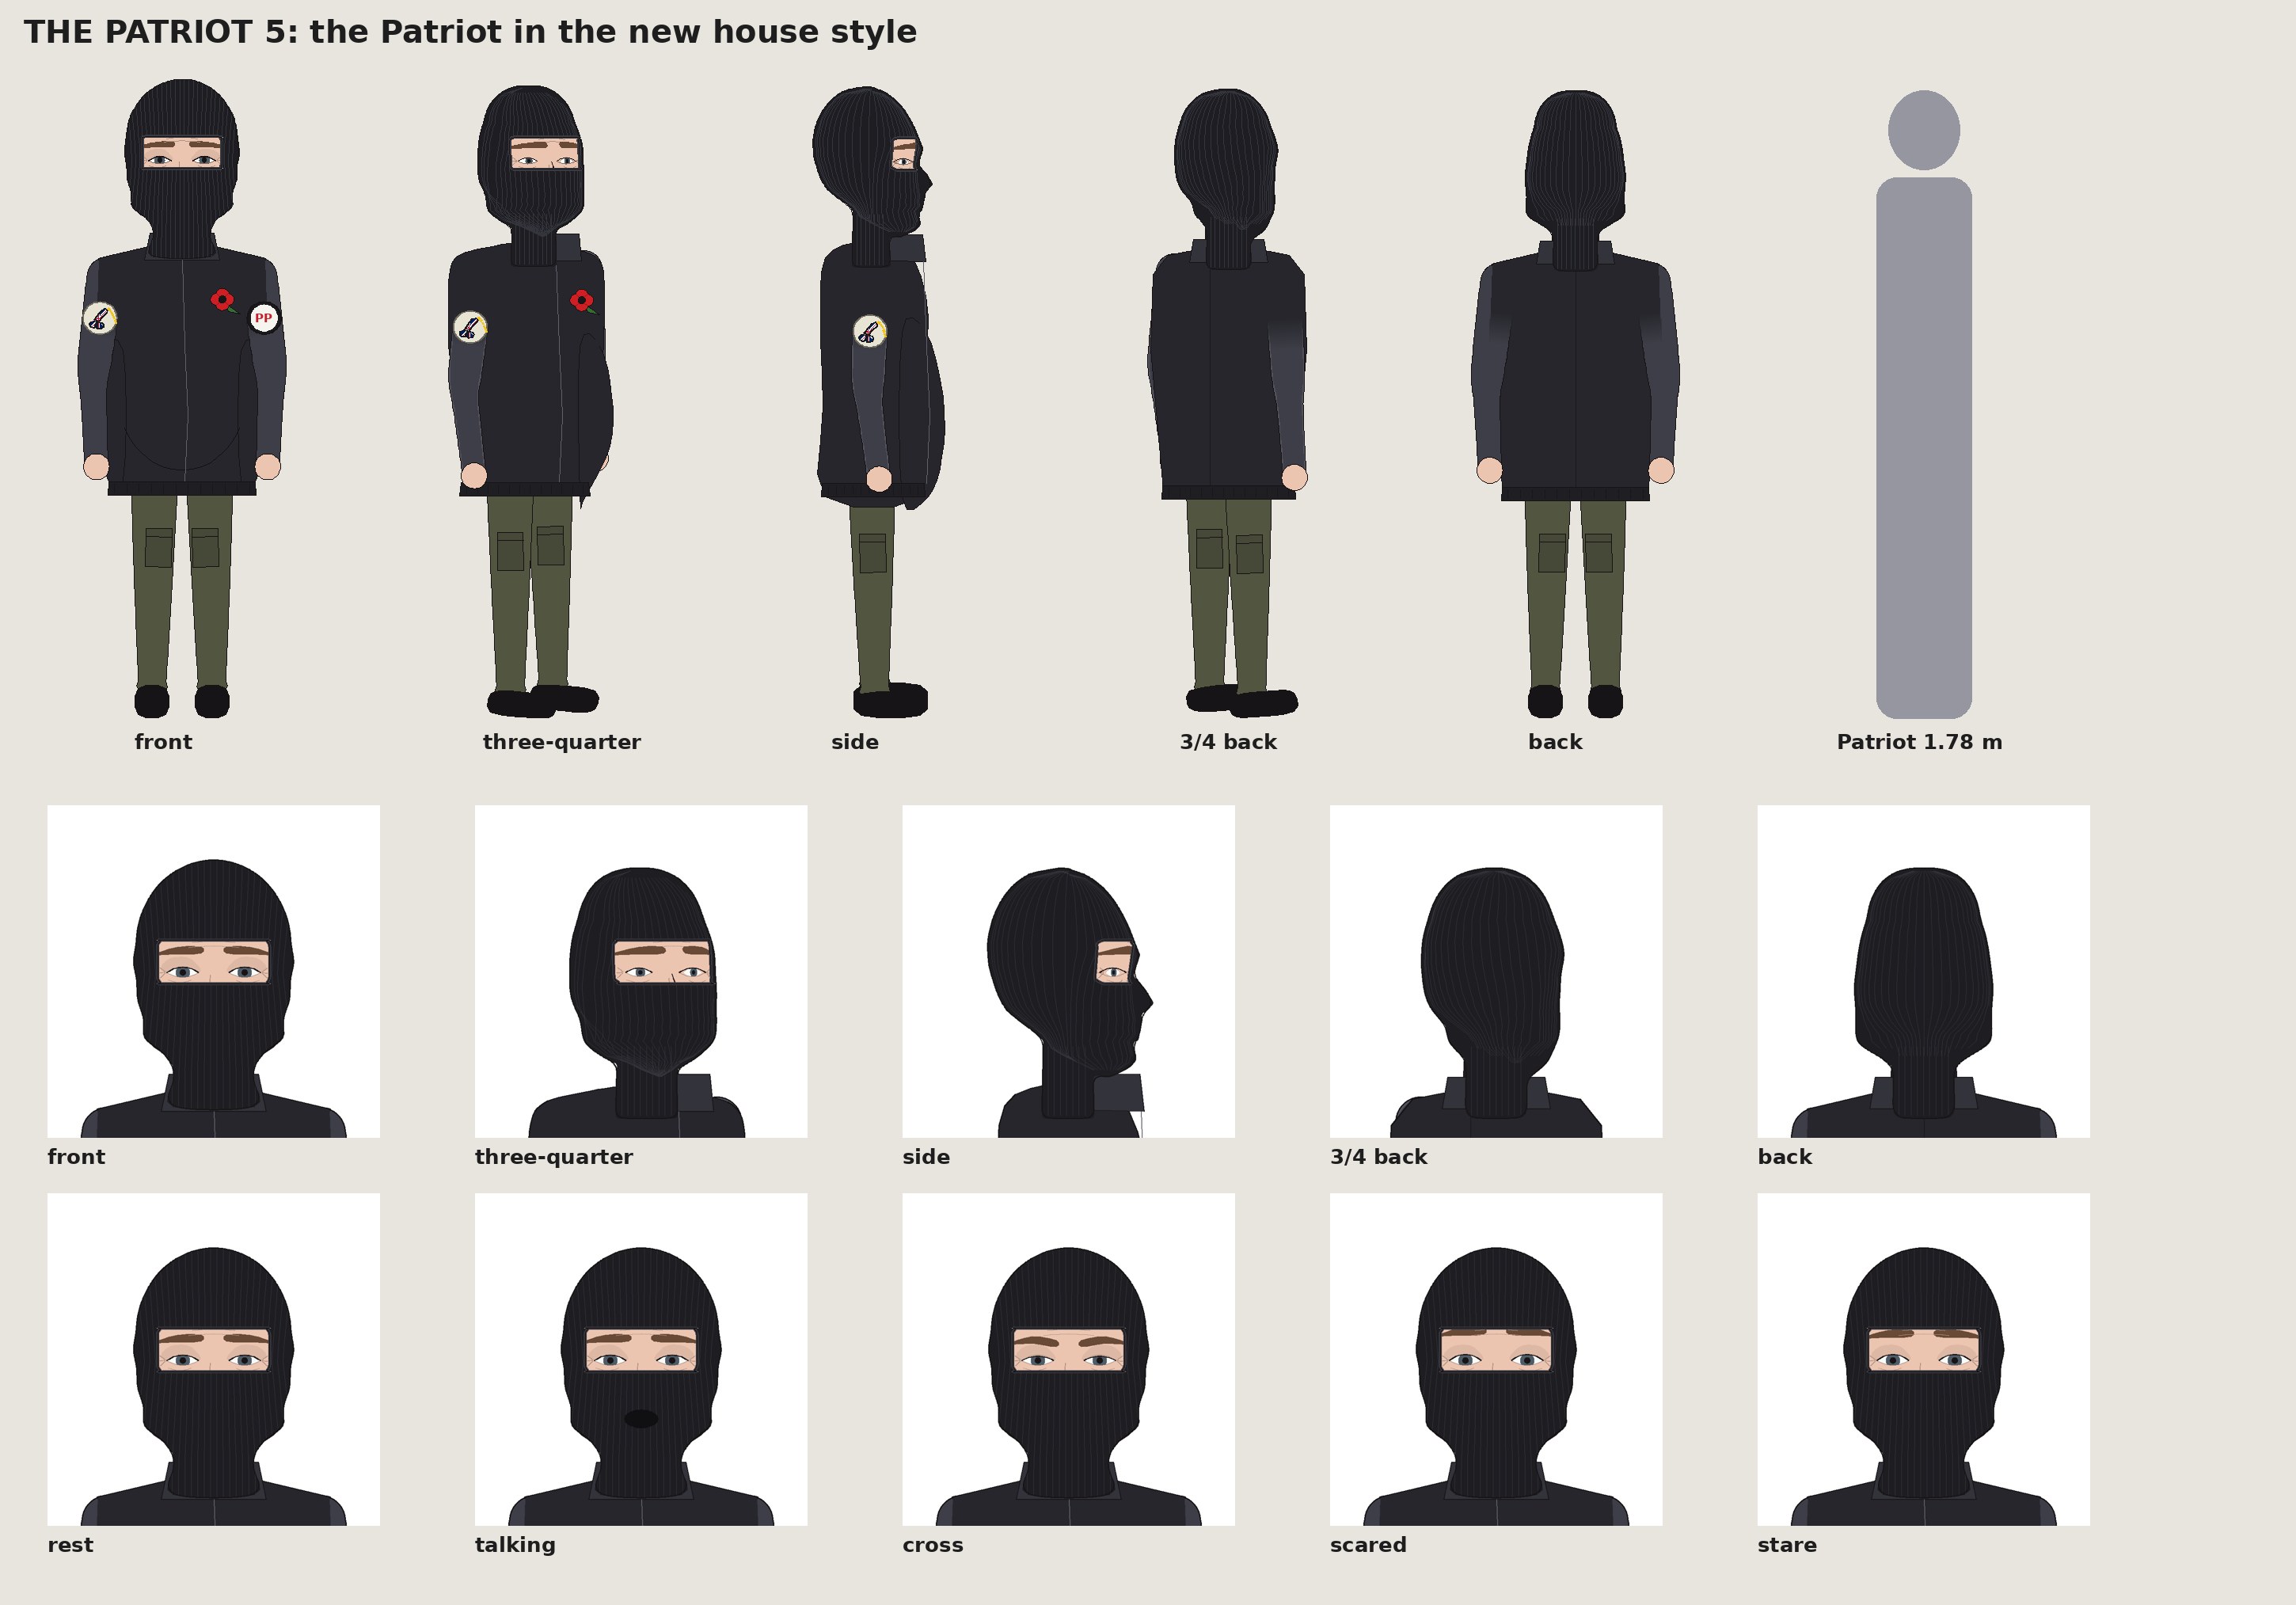 THE PATRIOT 5: the Patriot in the new house style
PP
front
three-quarter
side
3/4 back
back
Patriot 1.78 m
front
three-quarter
side
3/4 back
back
rest
talking
cross
scared
stare